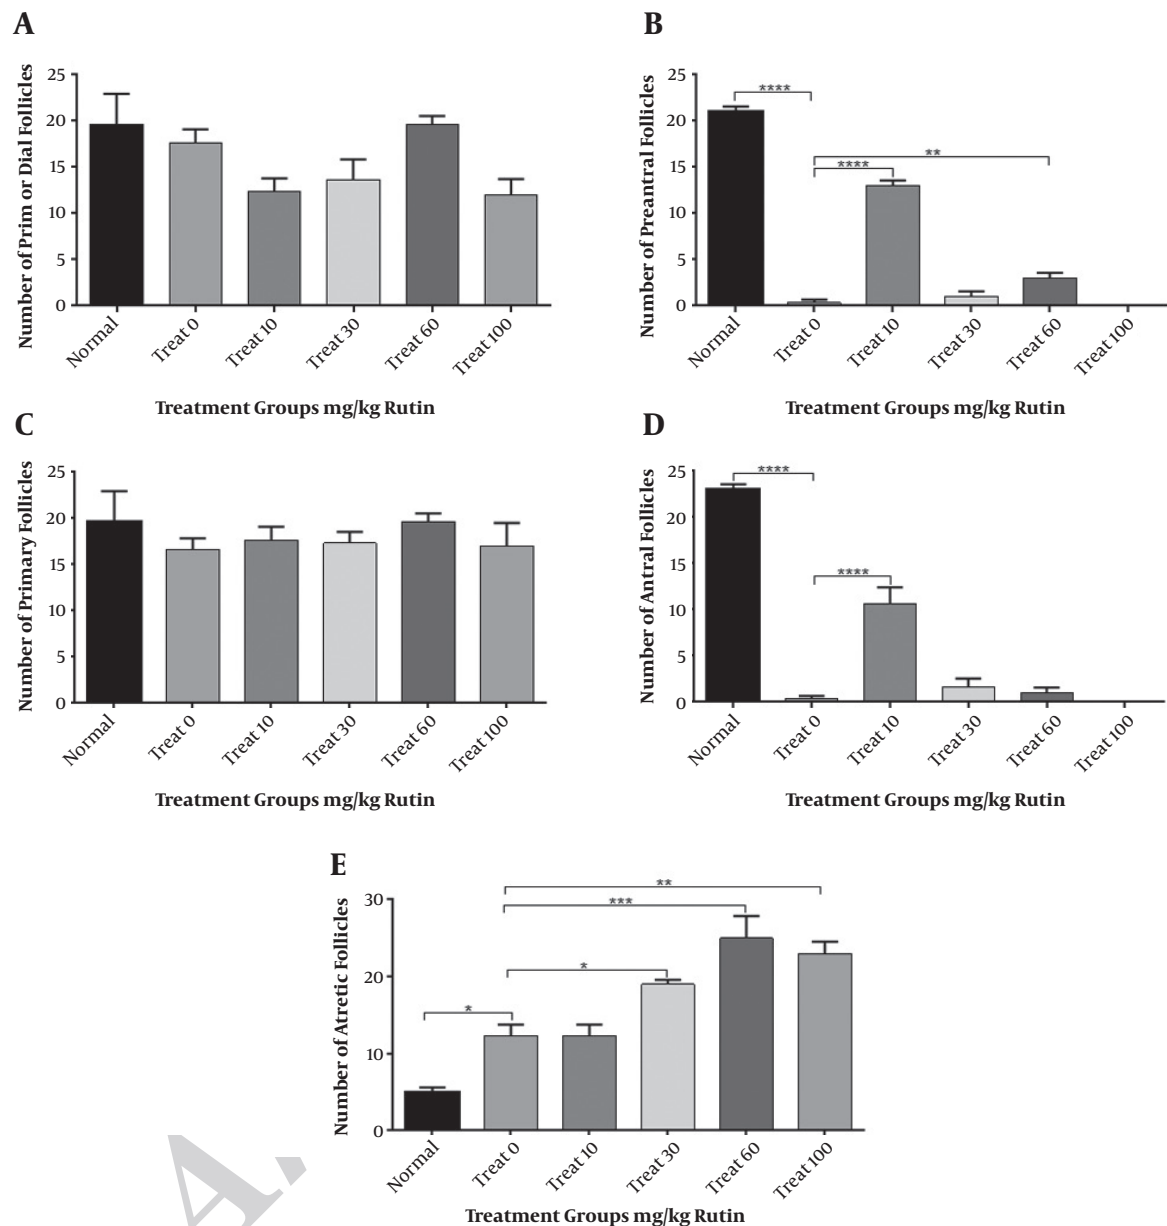 A
Number of Prim or Dial Follicles
25
20
15
10
5
0
Normal
Treat 0
Treat 10
Treat 30
Treat 60
Treat 100
Treatment Groups mg/kg Rutin
B
Number of Preantral Follicles
25
20
15
10
5
0
****
**
****
Normal
Treat 0
Treat 10
Treat 30
Treat 60
Treat 100
Treatment Groups mg/kg Rutin
C
Number of Primary Follicles
25
20
15
10
5
0
Normal
Treat 0
Treat 10
Treat 30
Treat 60
Treat 100
Treatment Groups mg/kg Rutin
D
Number of Antral Follicles
25
20
15
10
5
0
****
****
Normal
Treat 0
Treat 10
Treat 30
Treat 60
Treat 100
Treatment Groups mg/kg Rutin
E
Number of Atretic Follicles
30
20
10
0
**
***
*
*
Normal
Treat 0
Treat 10
Treat 30
Treat 60
Treat 100
Treatment Groups mg/kg Rutin
A